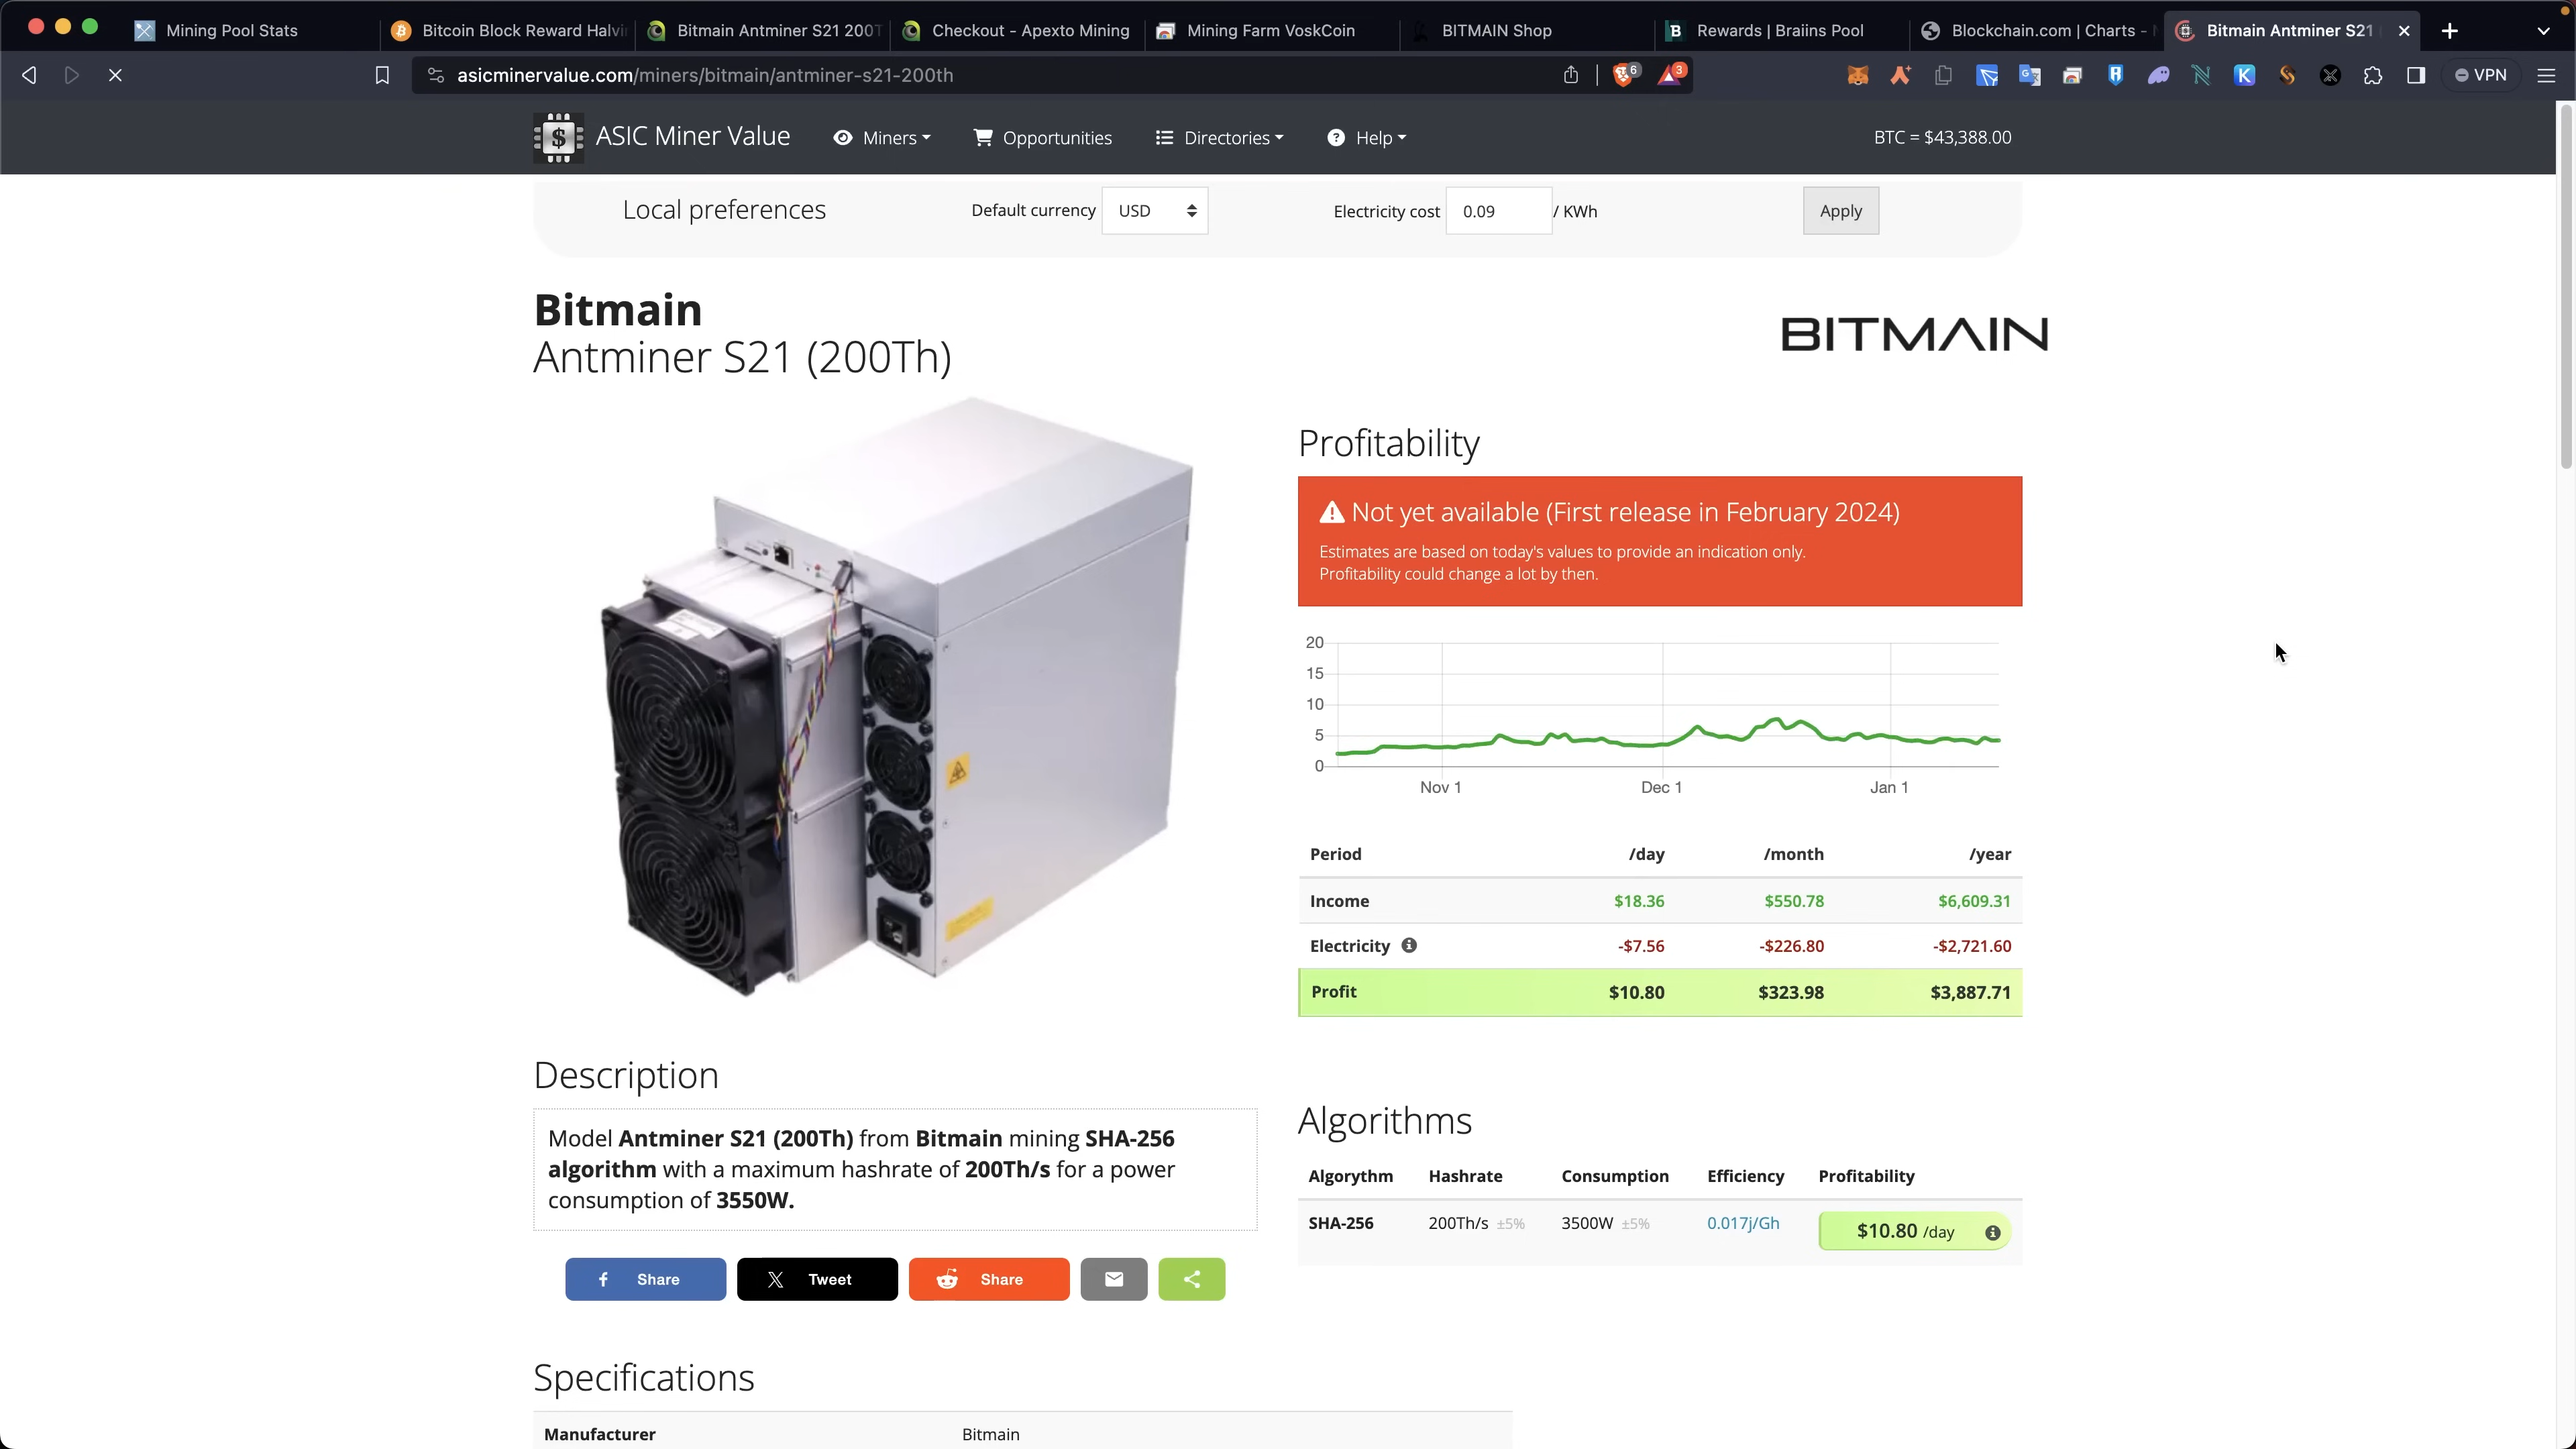 Mining Pool Stats
Bitcoin Block Reward Halvi
Bitmain Antminer S21 200T
Checkout - Apexto Mining
Mining Farm VoskCoin
BITMAIN Shop
Rewards | Braiins Pool
Blockchain.com | Charts -
Bitmain Antminer S21
asicminervalue.com/miners/bitmain/antminer-s21-200th
6
3
VPN
ASIC Miner Value
Miners
Opportunities
Directories
Help
BTC = $43,388.00
Local preferences
Default currency USD
Electricity cost 0.09 / KWh
Apply
Bitmain
Antminer S21 (200Th)
BITMAIN
Profitability
Not yet available (First release in February 2024)
Estimates are based on today's values to provide an indication only.
Profitability could change a lot by then.
20
15
10
5
0
Nov 1 Dec 1 Jan 1
Period /day /month /year
Income $18.36 $550.78 $6,609.31
Electricity -$7.56 -$226.80 -$2,721.60
Profit $10.80 $323.98 $3,887.71
Description
Model Antminer S21 (200Th) from Bitmain mining SHA-256
algorithm with a maximum hashrate of 200Th/s for a power
consumption of 3550W.
Share
Tweet
Share
Algorithms
Algorythm Hashrate Consumption Efficiency Profitability
SHA-256 200Th/s ±5% 3500W ±5% 0.017j/Gh $10.80 /day
Specifications
Manufacturer Bitmain